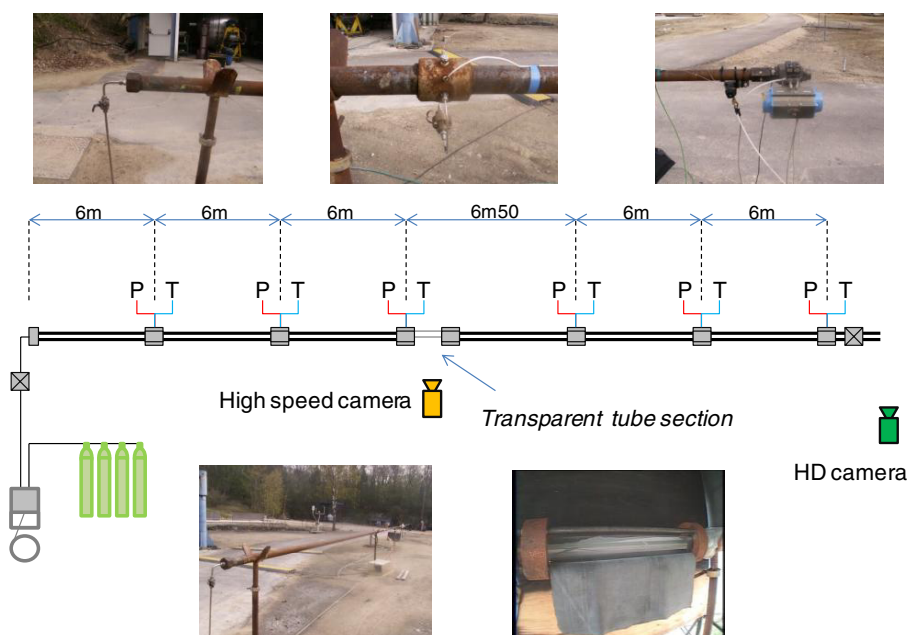 6m 6m 6m 6m50 6m 6m
P T P T P T P T P T P T
High speed camera
Transparent tube section
HD camera